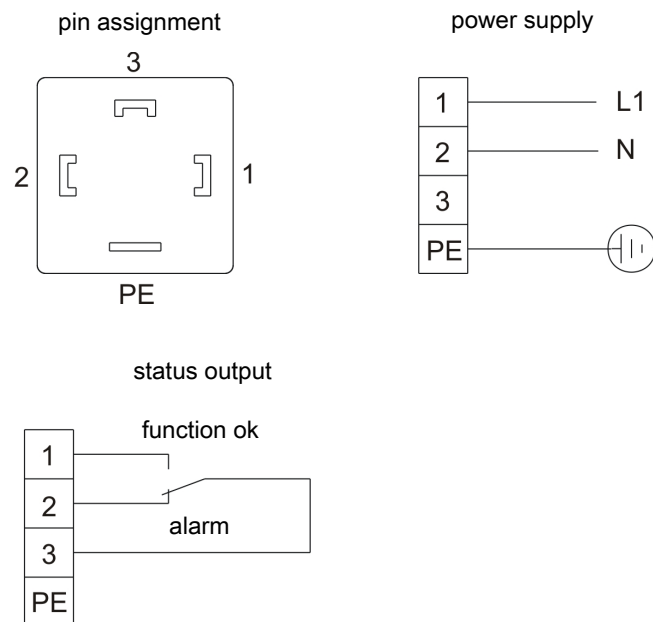 pin assignment
3
2
1
PE
power supply
1
L1
2
N
3
PE
status output
function ok
1
2
alarm
3
PE